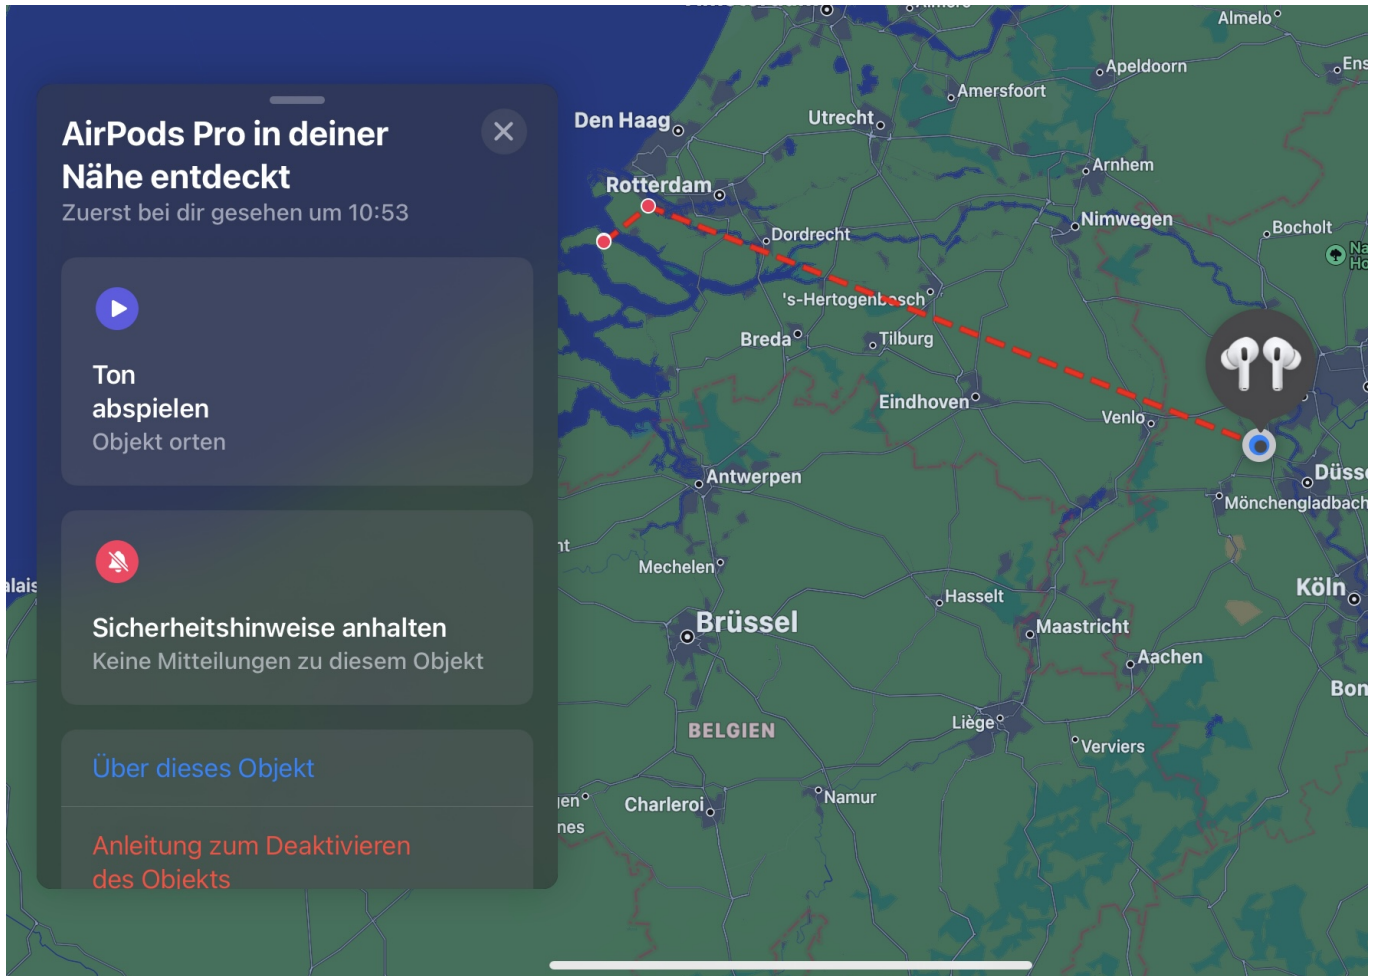 Almelo
Apeldoorn
Amersfoort
AirPods Pro in deiner
Nähe entdeckt
Zuerst bei dir gesehen um 10:53
Den Haag
Utrecht
Arnhem
Rotterdam
Nimwegen
Bocholt
Dordrecht
's-Hertogenbosch
Breda
Tilburg
Ton
abspielen
Objekt orten
Eindhoven
Venlo
Antwerpen
Düss
Mönchengladbach
Mechelen
Hasselt
Köln
Sicherheitshinweise anhalten
Keine Mitteilungen zu diesem Objekt
Brüssel
Maastricht
Aachen
Bon
BELGIEN
Liège
Verviers
Über dieses Objekt
Charleroi
Namur
Anleitung zum Deaktivieren
des Objekts